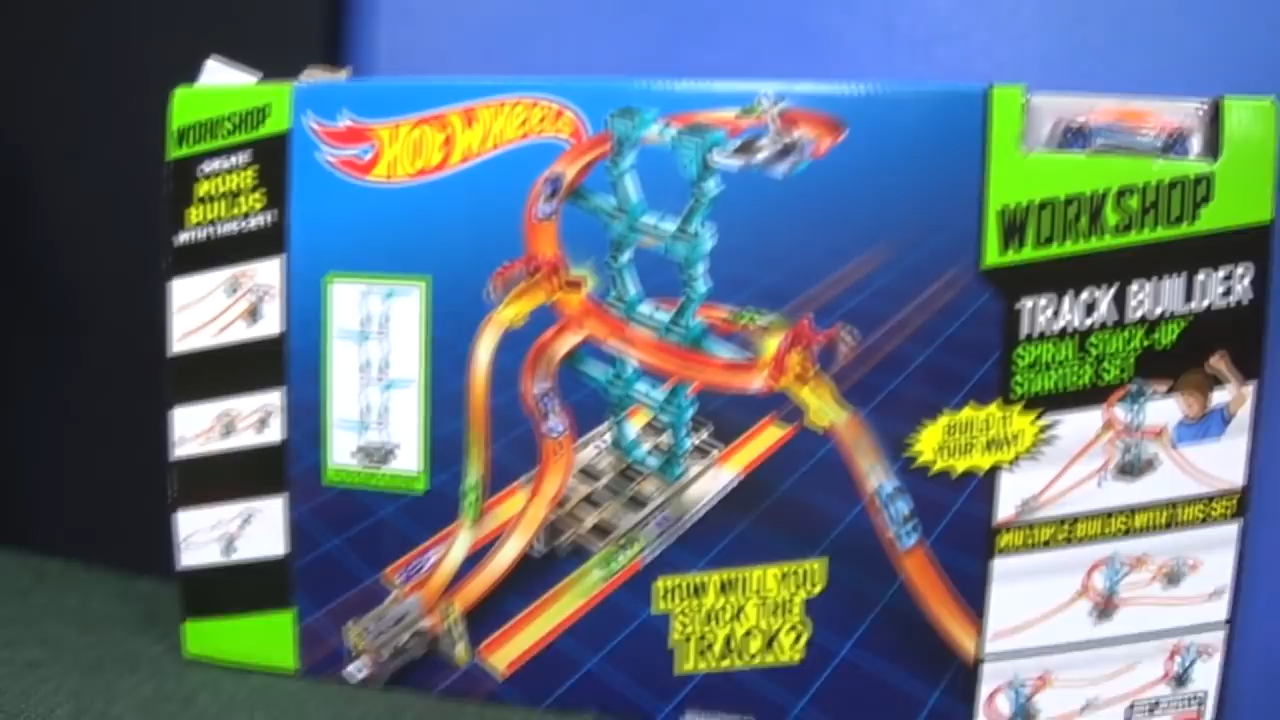 WORKSHOP
CREATE
MORE
BUILDS
WITH THIS SET!
HOT WHEELS
WORKSHOP
TRACK BUILDER
SPIRAL STACK-UP
STARTER SET
BUILD IT
YOUR WAY!
MULTIPLE BUILDS WITH THIS SET
HOW WILL YOU
STACK THE
TRACK?